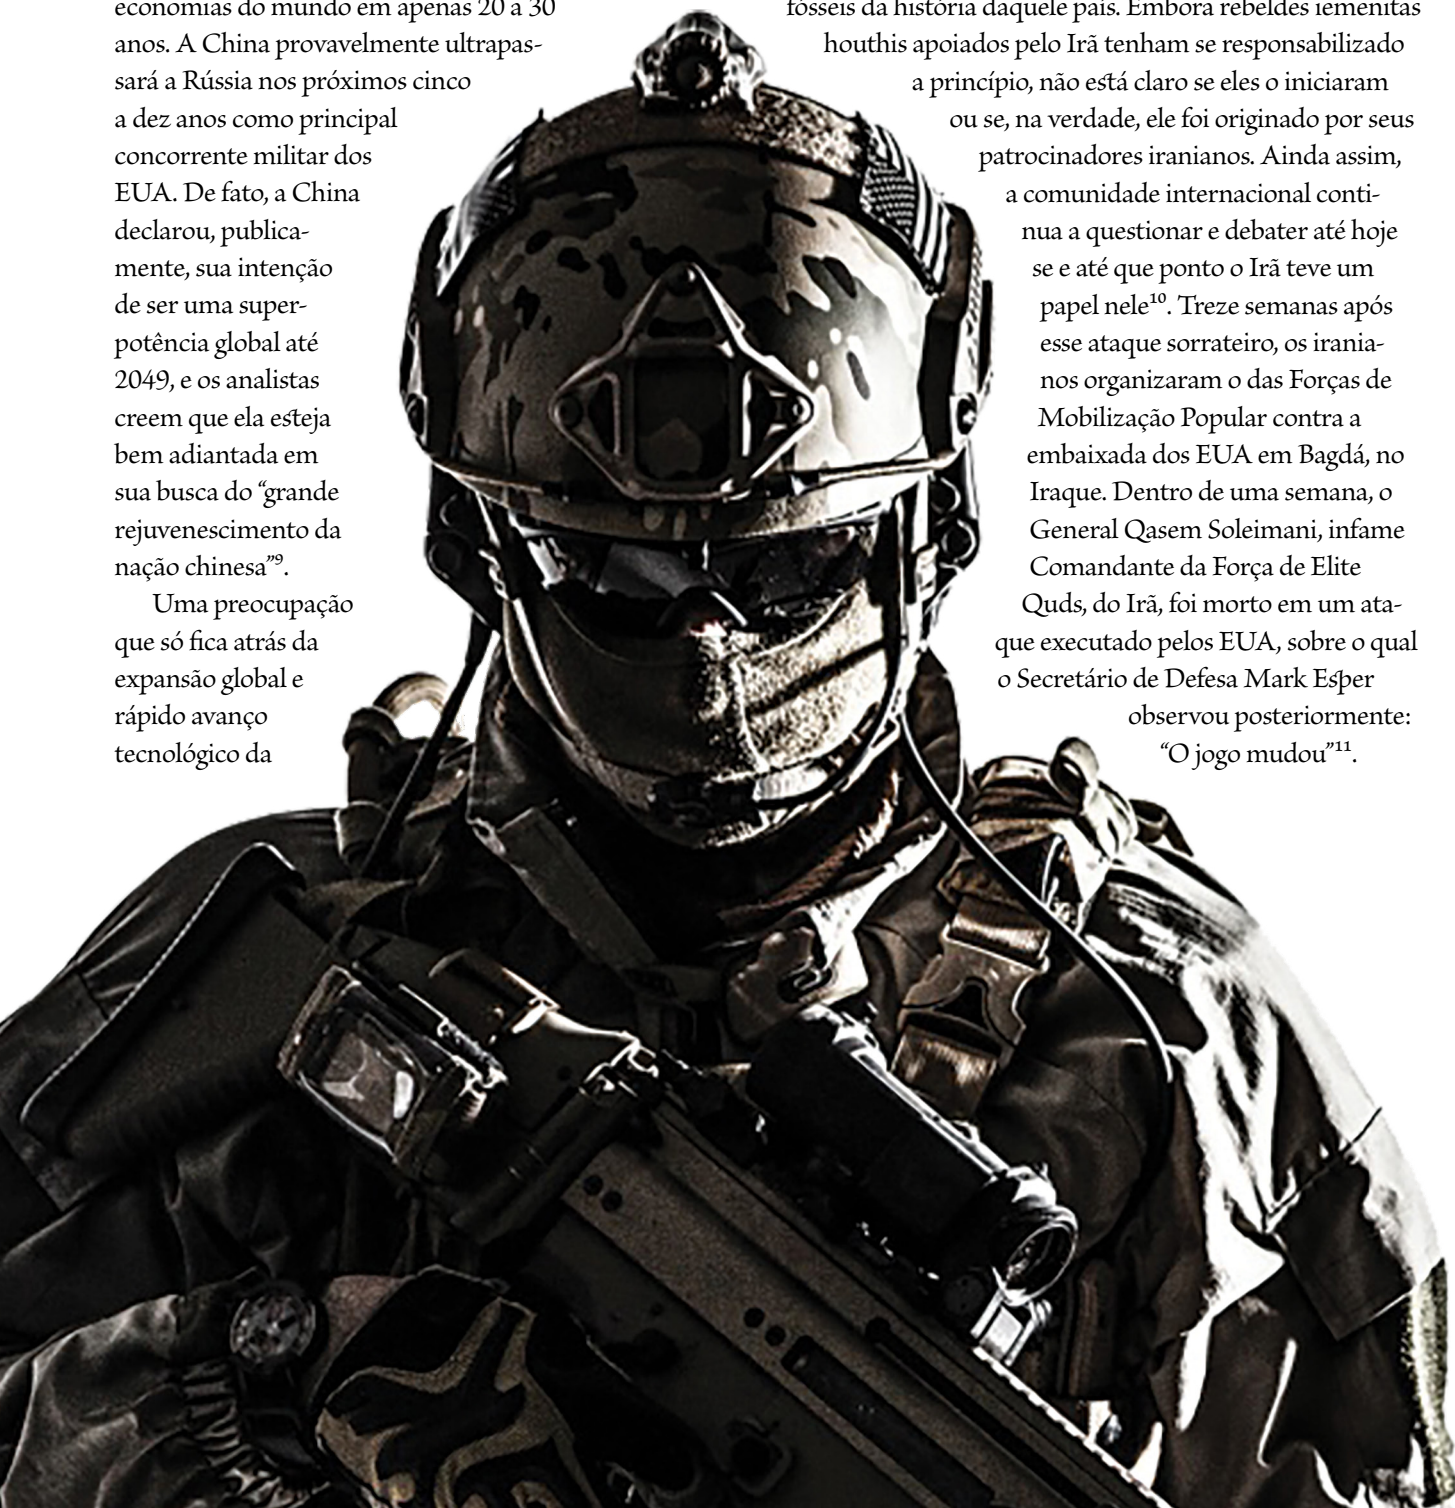 economias do mundo em apenas 20 a 30
anos. A China provavelmente ultrapas-
sará a Rússia nos próximos cinco
a dez anos como principal
concorrente militar dos
EUA. De fato, a China
declarou, publica-
mente, sua intenção
de ser uma super-
potência global até
2049, e os analistas
creem que ela esteja
bem adiantada em
sua busca do “grande
rejuvenescimento da
nação chinesa”⁹.
Uma preocupação
que só fica atrás da
expansão global e
rápido avanço
tecnológico da
fósseis da história daquele país. Embora rebeldes iemenitas
houthis apoiados pelo Irã tenham se responsabilizado
a princípio, não está claro se eles o iniciaram
ou se, na verdade, ele foi originado por seus
patrocinadores iranianos. Ainda assim,
a comunidade internacional conti-
nua a questionar e debater até hoje
se e até que ponto o Irã teve um
papel nele¹⁰. Treze semanas após
esse ataque sorrateiro, os irania-
nos organizaram o das Forças de
Mobilização Popular contra a
embaixada dos EUA em Bagdá, no
Iraque. Dentro de uma semana, o
General Qasem Soleimani, infame
Comandante da Força de Elite
Quds, do Irã, foi morto em um ata-
que executado pelos EUA, sobre o qual
o Secretário de Defesa Mark Esper
observou posteriormente:
“O jogo mudou”¹¹.